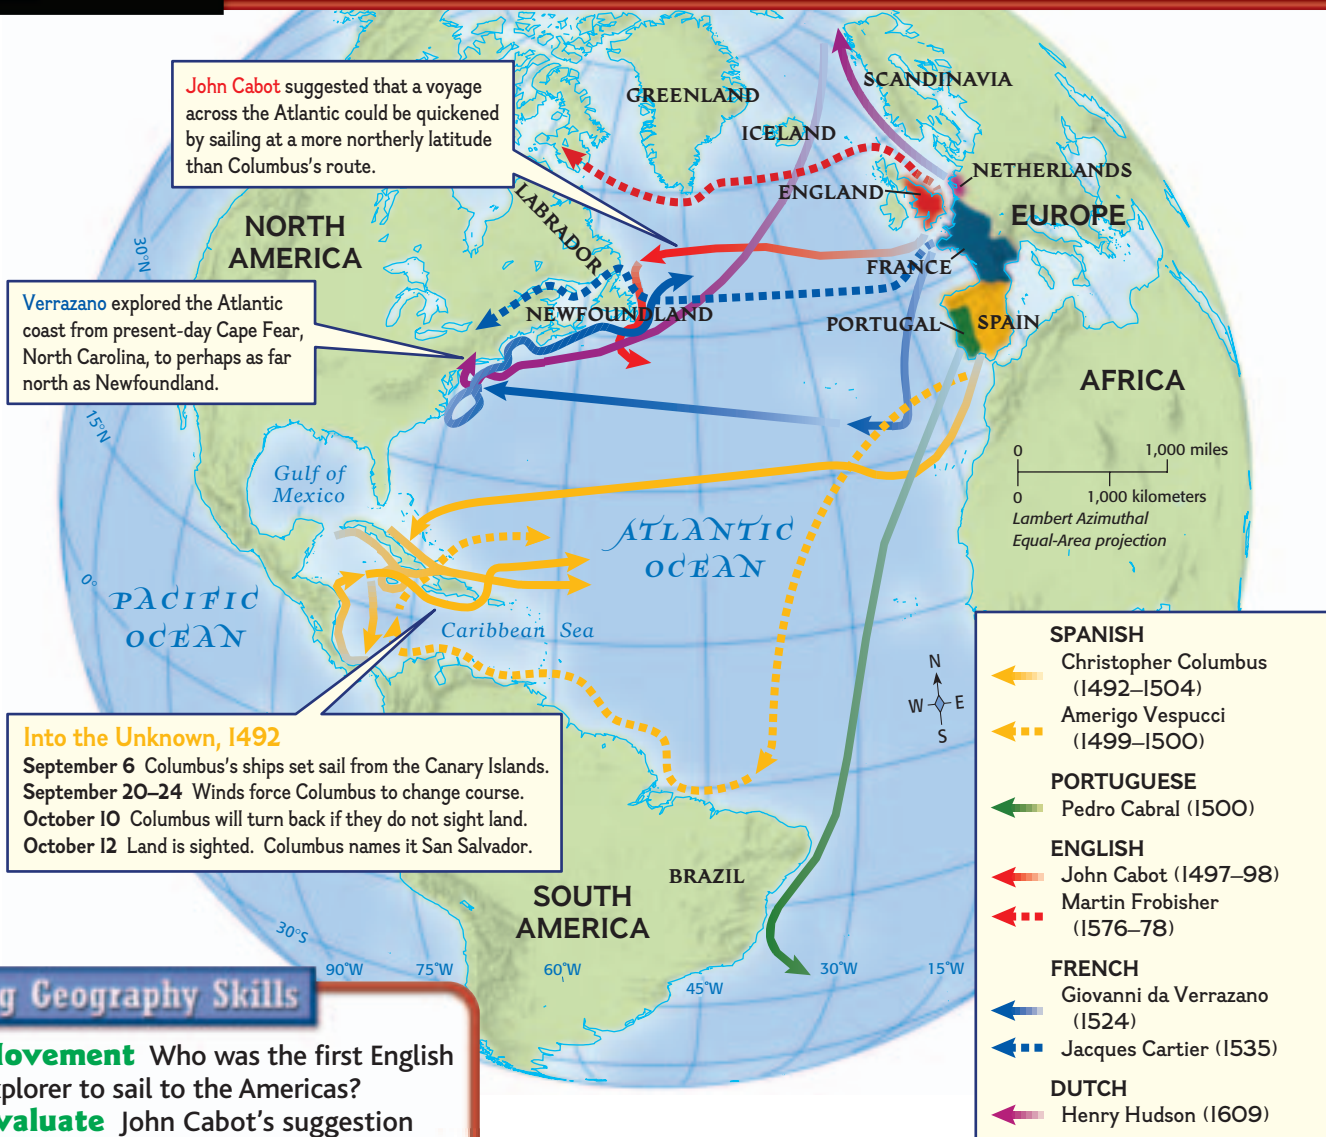 John Cabot suggested that a voyage
across the Atlantic could be quickened
by sailing at a more northerly latitude
than Columbus's route.
GREENLAND
SCANDINAVIA
ICELAND
NETHERLANDS
ENGLAND
EUROPE
LABRADOR
NORTH
AMERICA
30°N
FRANCE
Verrazano explored the Atlantic
coast from present-day Cape Fear,
North Carolina, to perhaps as far
north as Newfoundland.
NEWFOUNDLAND
PORTUGAL
SPAIN
AFRICA
15°N
0 1,000 miles
0 1,000 kilometers
Lambert Azimuthal
Equal-Area projection
Gulf of
Mexico
ATLANTIC
OCEAN
0°
PACIFIC
OCEAN
Caribbean Sea
N
W E
S
Into the Unknown, 1492
September 6 Columbus's ships set sail from the Canary Islands.
September 20–24 Winds force Columbus to change course.
October 10 Columbus will turn back if they do not sight land.
October 12 Land is sighted. Columbus names it San Salvador.
BRAZIL
SOUTH
AMERICA
30°S
90°W
75°W
60°W
45°W
30°W
15°W
SPANISH
Christopher Columbus
(1492–1504)
Amerigo Vespucci
(1499–1500)
PORTUGUESE
Pedro Cabral (1500)
ENGLISH
John Cabot (1497–98)
Martin Frobisher
(1576–78)
FRENCH
Giovanni da Verrazano
(1524)
Jacques Cartier (1535)
DUTCH
Henry Hudson (1609)
g Geography Skills
ovement Who was the first English
xplorer to sail to the Americas?
valuate John Cabot's suggestion